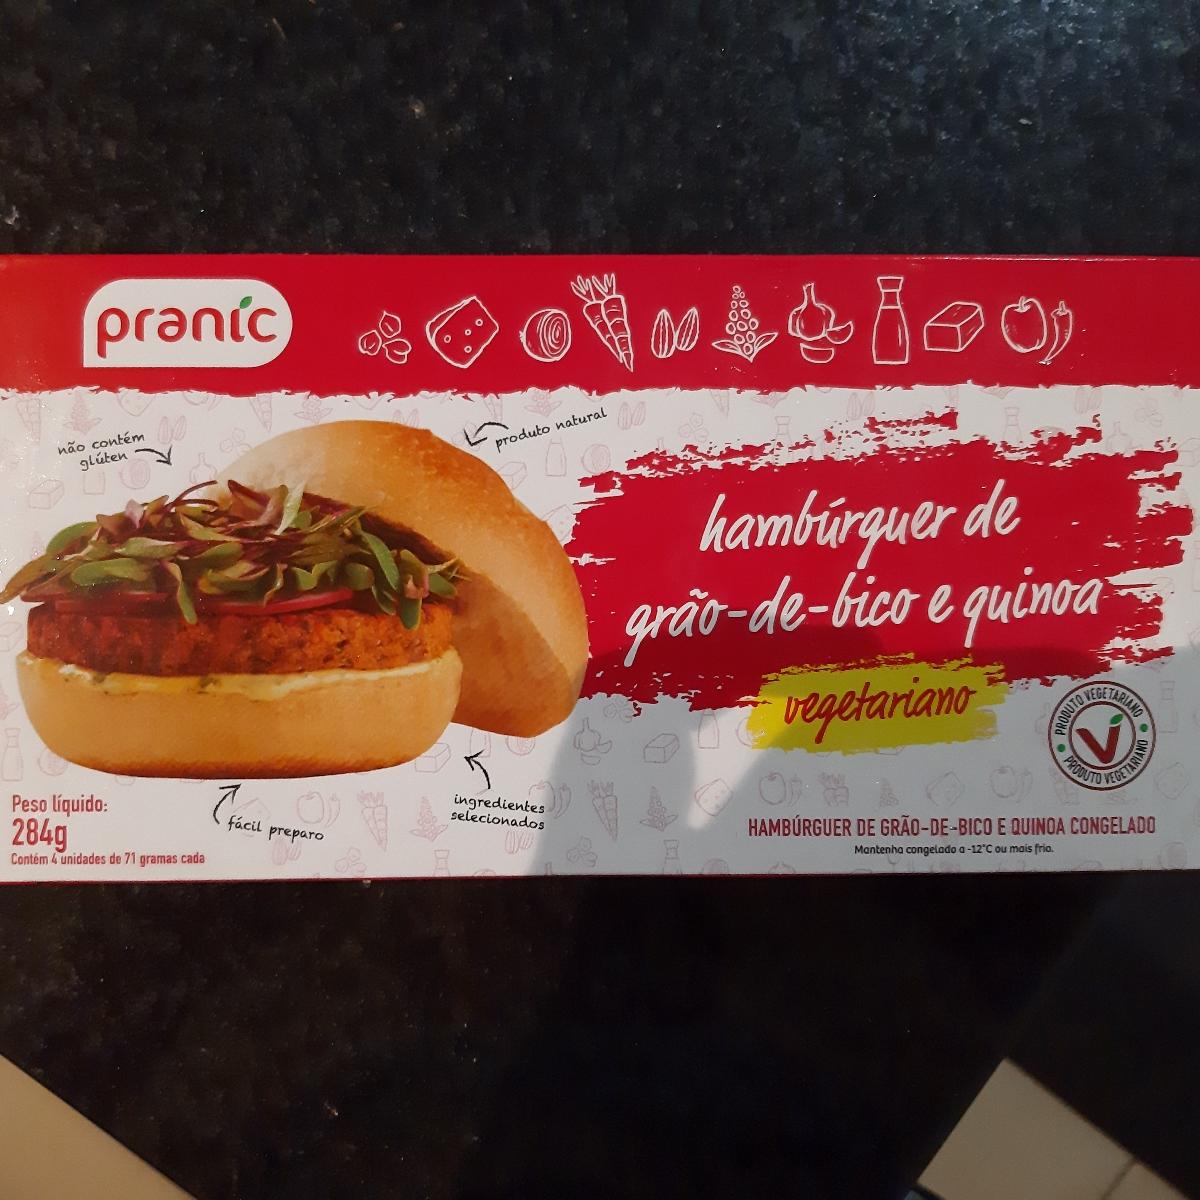 pranic
não contém
glúten
produto natural
hambúrguer de
grão-de-bico e quinoa
vegetariano
PRODUTO VEGETARIANO
PRODUTO VEGETARIANO
ingredientes
selecionados
fácil preparo
Peso líquido:
284g
Contém 4 unidades de 71 gramas cada
HAMBÚRGUER DE GRÃO-DE-BICO E QUINOA CONGELADO
Mantenha congelado a -12°C ou mais frio.